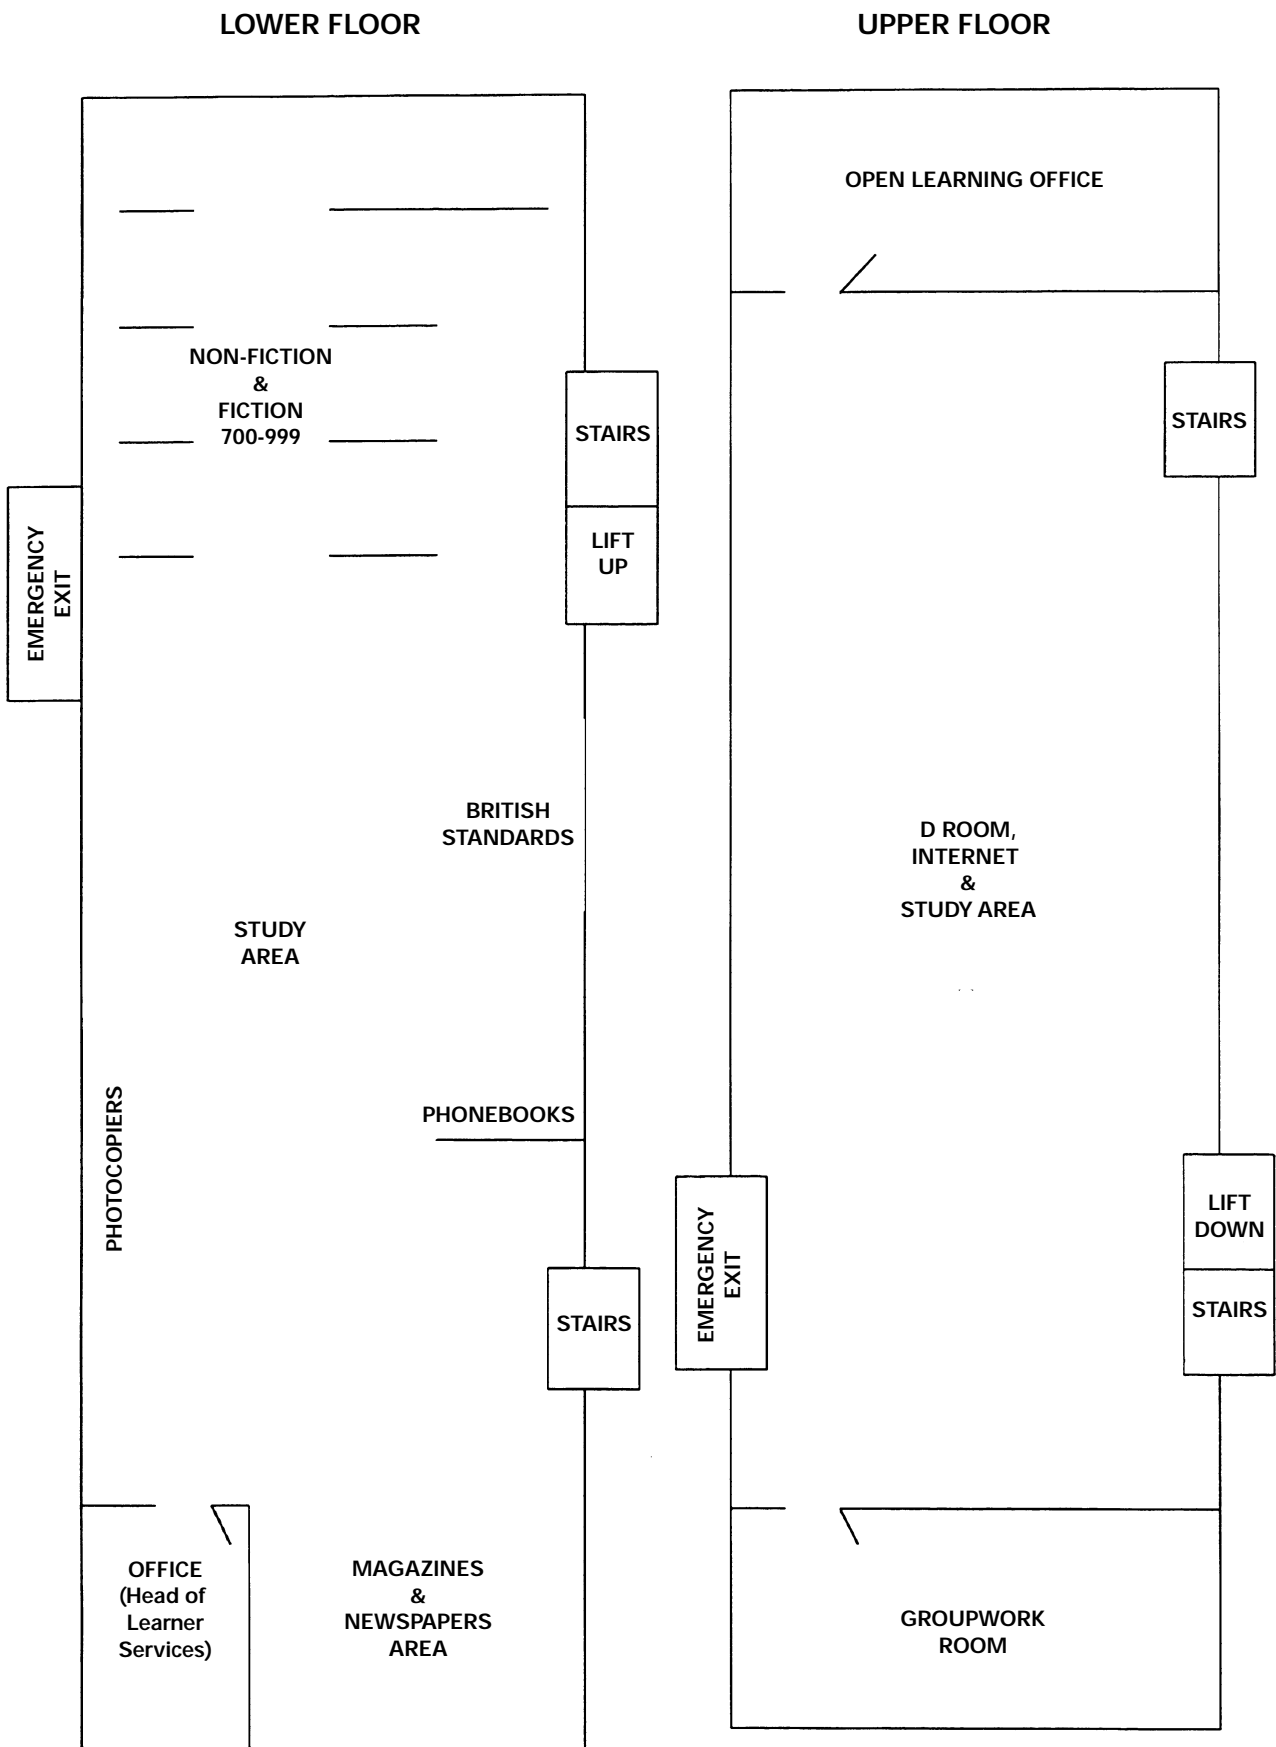 LOWER FLOOR
NON-FICTION
&
FICTION
700-999
STAIRS
LIFT
UP
EMERGENCY
EXIT
BRITISH
STANDARDS
STUDY
AREA
PHONEBOOKS
PHOTOCOPIERS
STAIRS
OFFICE
(Head of
Learner
Services)
MAGAZINES
&
NEWSPAPERS
AREA
UPPER FLOOR
OPEN LEARNING OFFICE
STAIRS
D ROOM,
INTERNET
&
STUDY AREA
EMERGENCY
EXIT
LIFT
DOWN
STAIRS
GROUPWORK
ROOM